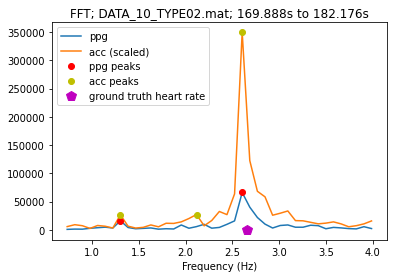 FFT; DATA_10_TYPE02.mat; 169.888s to 182.176s
350000
300000
250000
200000
150000
100000
50000
0
ppg
acc (scaled)
ppg peaks
acc peaks
ground truth heart rate
1.0 1.5 2.0 2.5 3.0 3.5 4.0
Frequency (Hz)